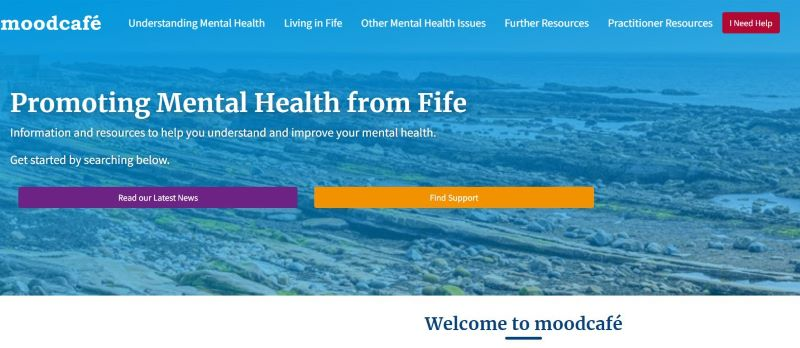 moodcafé
Understanding Mental Health
Living in Fife
Other Mental Health Issues
Further Resources
Practitioner Resources
I Need Help
Promoting Mental Health from Fife
Information and resources to help you understand and improve your mental health.
Get started by searching below.
Read our Latest News
Find Support
Welcome to moodcafé